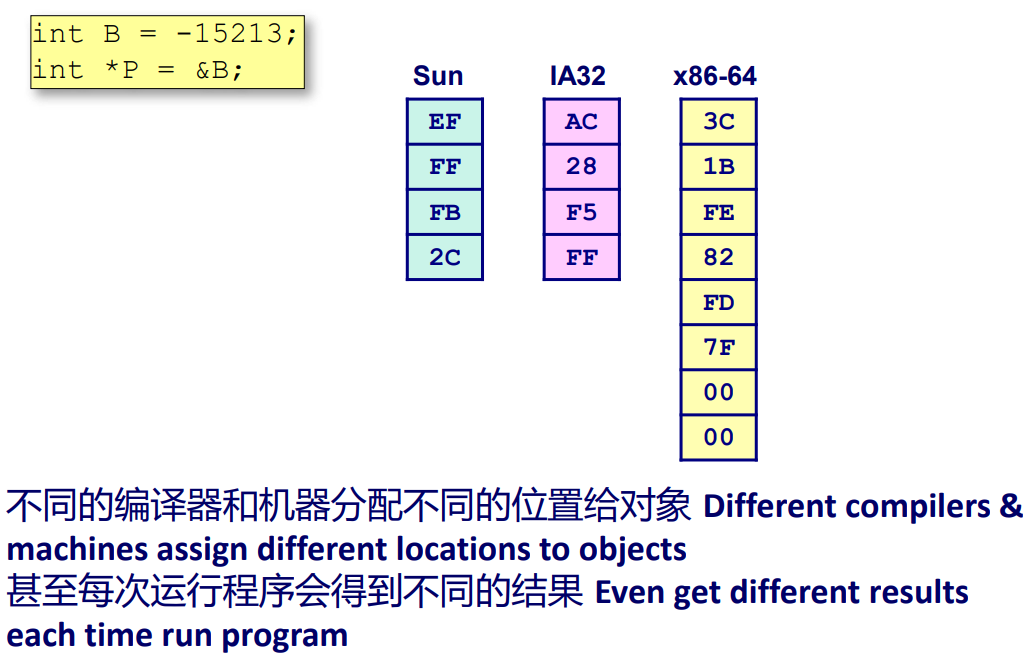 int B = -15213;
int *P = &B;
Sun IA32 x86-64
EF AC 3C
FF 28 1B
FB F5 FE
2C FF 82
FD
7F
00
00
不同的编译器和机器分配不同的位置给对象 Different compilers &
machines assign different locations to objects
甚至每次运行程序会得到不同的结果 Even get different results
each time run program